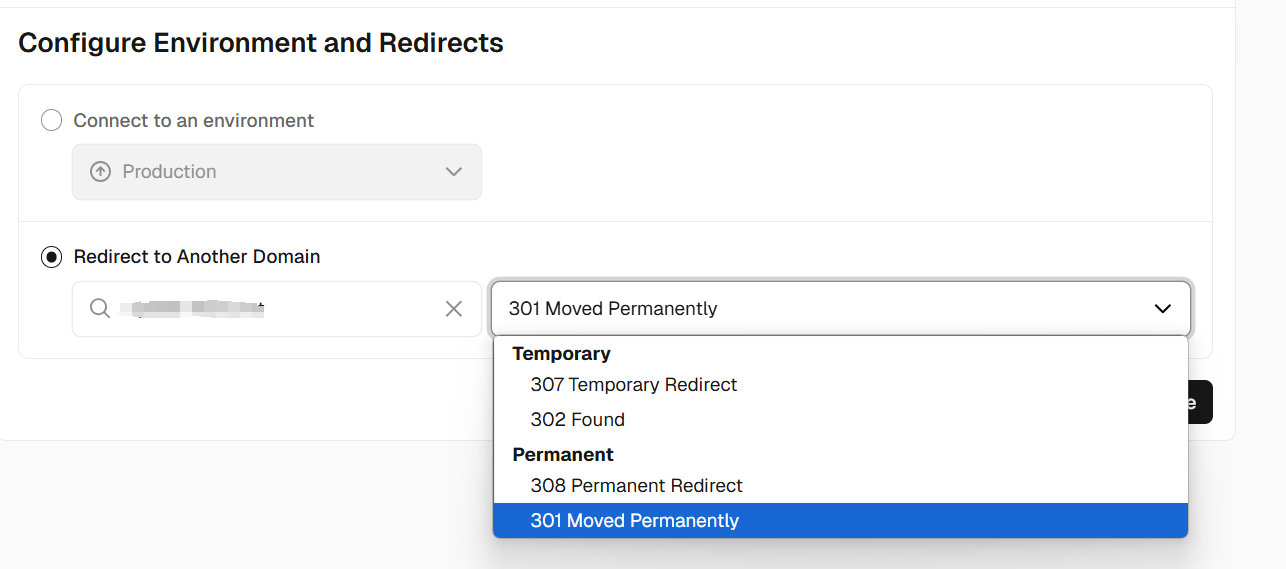 Configure Environment and Redirects
Connect to an environment
Production
Redirect to Another Domain
301 Moved Permanently
Temporary
307 Temporary Redirect
302 Found
Permanent
308 Permanent Redirect
301 Moved Permanently